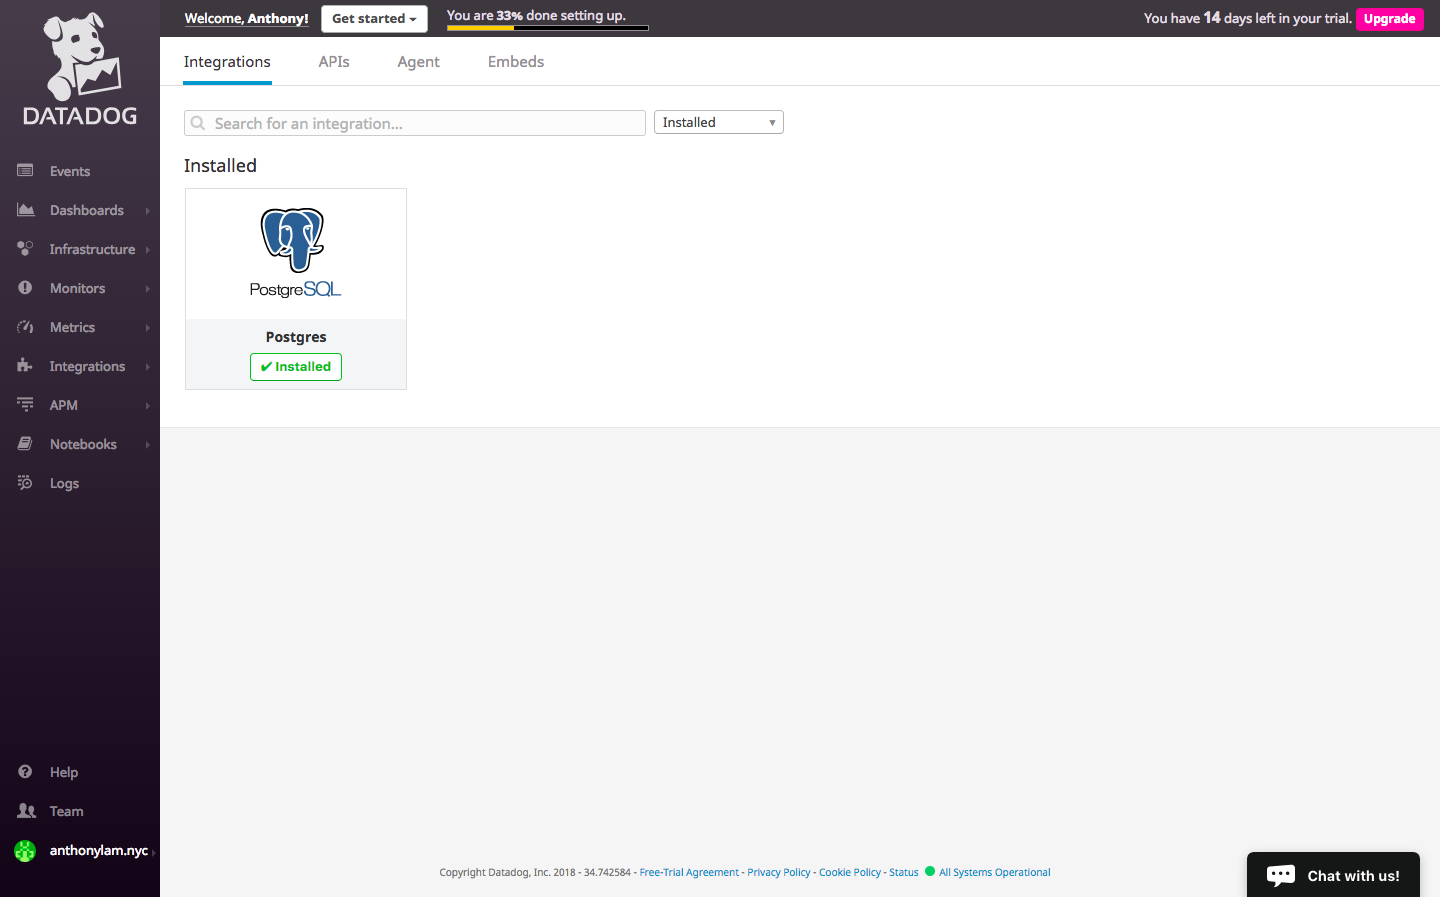 DATADOG
Events
Dashboards
Infrastructure
Monitors
Metrics
Integrations
APM
Notebooks
Logs
Help
Team
anthonylam.nyc
Welcome, Anthony!
Get started
You are 33% done setting up.
You have 14 days left in your trial.
Upgrade
Integrations
APIs
Agent
Embeds
Search for an integration...
Installed
Installed
PostgreSQL
Postgres
✔ Installed
Copyright Datadog, Inc. 2018 - 34.742584 - Free-Trial Agreement - Privacy Policy - Cookie Policy - Status All Systems Operational
Chat with us!